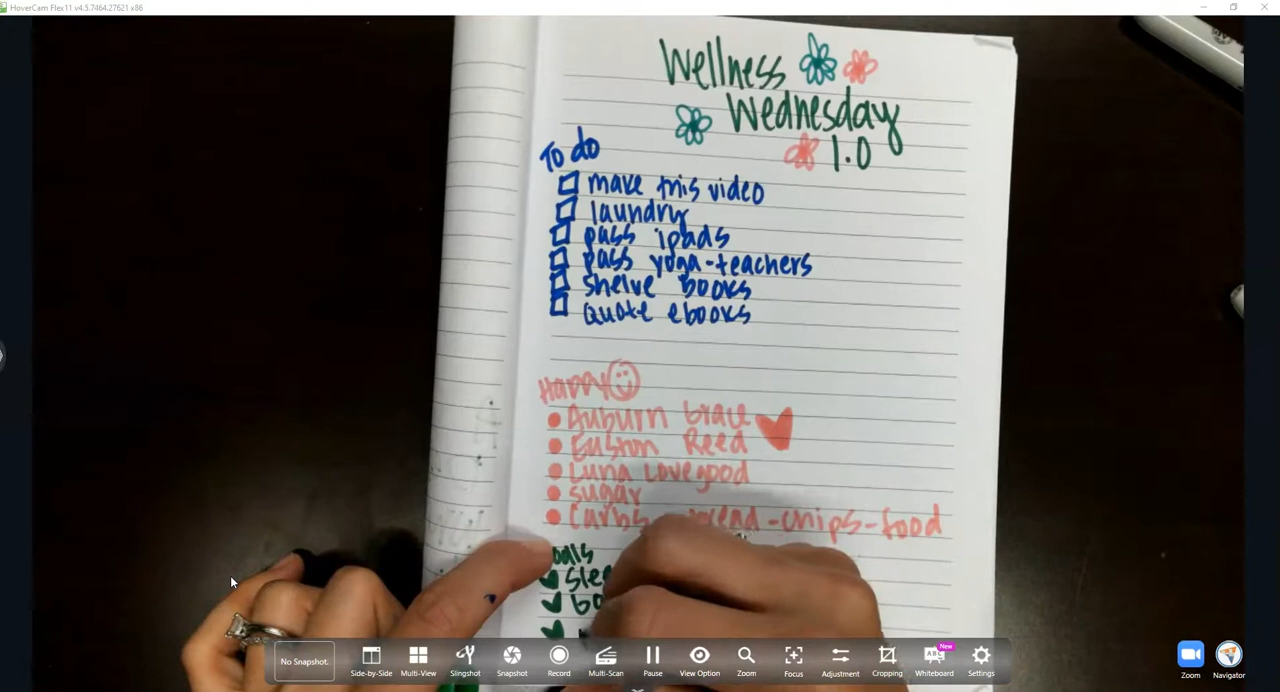 HoverCam Flex11 v4.5.7464.27621 x86
Wellness
Wednesday
1.0
To do
make this video
laundry
pass ipads
pass yoga-teachers
shelve books
quote ebooks
Happy
Auburn Grace
Easton Reed
Luna Lovegood
sugar
Carbs -chips-food
No Snapshot.
Side-by-Side
Multi-View
Slingshot
Snapshot
Record
Multi-Scan
Pause
View Option
Zoom
Focus
Adjustment
Cropping
New
ABC
Whiteboard
Settings
Zoom
Navigator